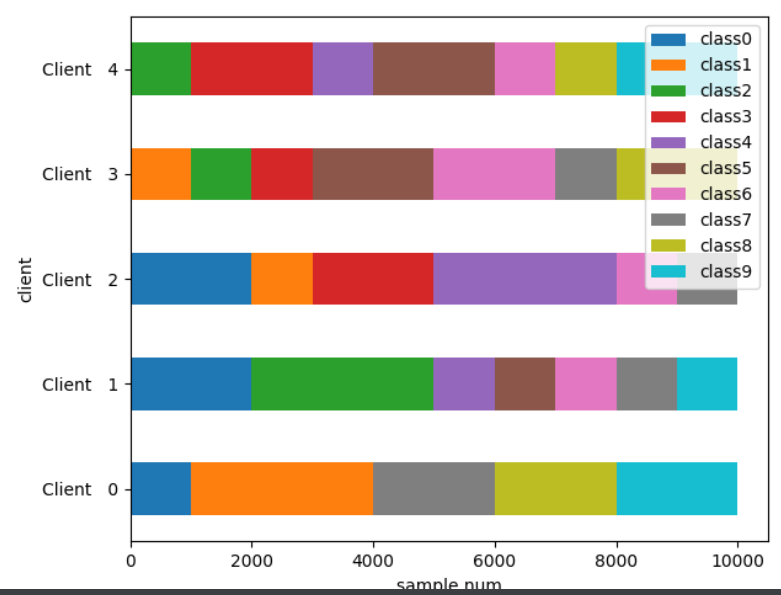 class0
class1
class2
class3
class4
class5
class6
class7
class8
class9
Client 4
Client 3
Client 2
Client 1
Client 0
client
0 2000 4000 6000 8000 10000
sample num